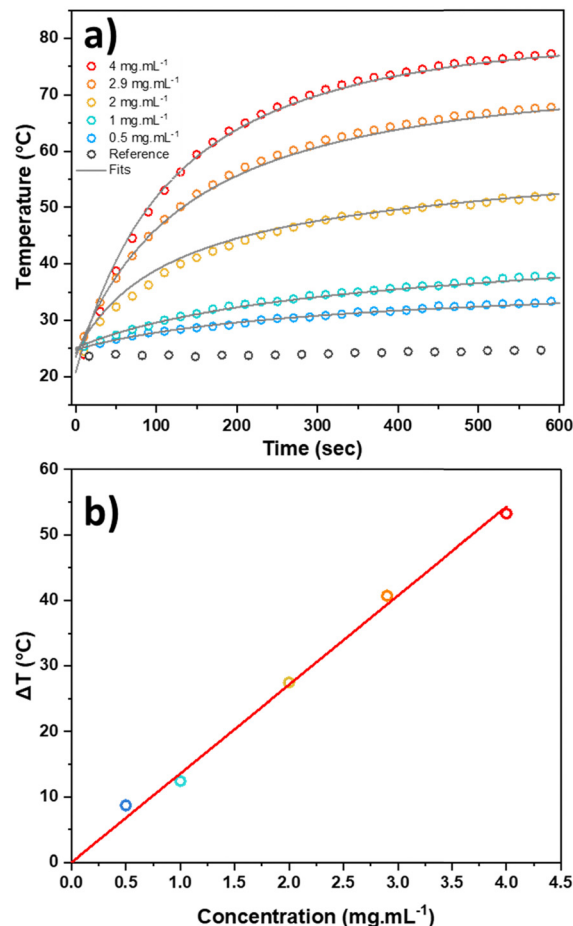 a)
80
70
60
50
40
30
20
Temperature (ºC)
4 mg.mL⁻¹
2.9 mg.mL⁻¹
2 mg.mL⁻¹
1 mg.mL⁻¹
0.5 mg.mL⁻¹
Reference
Fits
0 100 200 300 400 500 600
Time (sec)
b)
60
50
40
30
20
10
0
ΔT (ºC)
0.0 0.5 1.0 1.5 2.0 2.5 3.0 3.5 4.0 4.5
Concentration (mg.mL⁻¹)